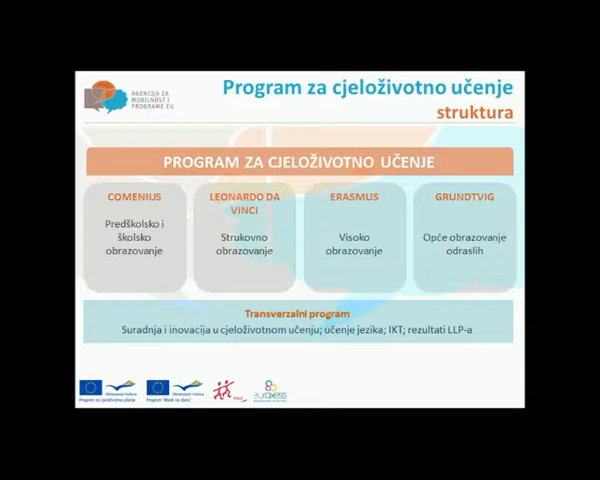 AGENCIJA ZA
MOBILNOST I
PROGRAME EU
Program za cjeloživotno učenje
struktura
PROGRAM ZA CJELOŽIVOTNO UČENJE
COMENIUS
Predškolsko i
školsko
obrazovanje
LEONARDO DA
VINCI
Strukovno
obrazovanje
ERASMUS
Visoko
obrazovanje
GRUNDTVIG
Opće obrazovanje
odraslih
Transverzalni program
Suradnja i inovacija u cjeloživotnom učenju; učenje jezika; IKT; rezultati LLP-a
Program za cjeloživotno učenje
Program 'Mladi na djelu'
euraxess